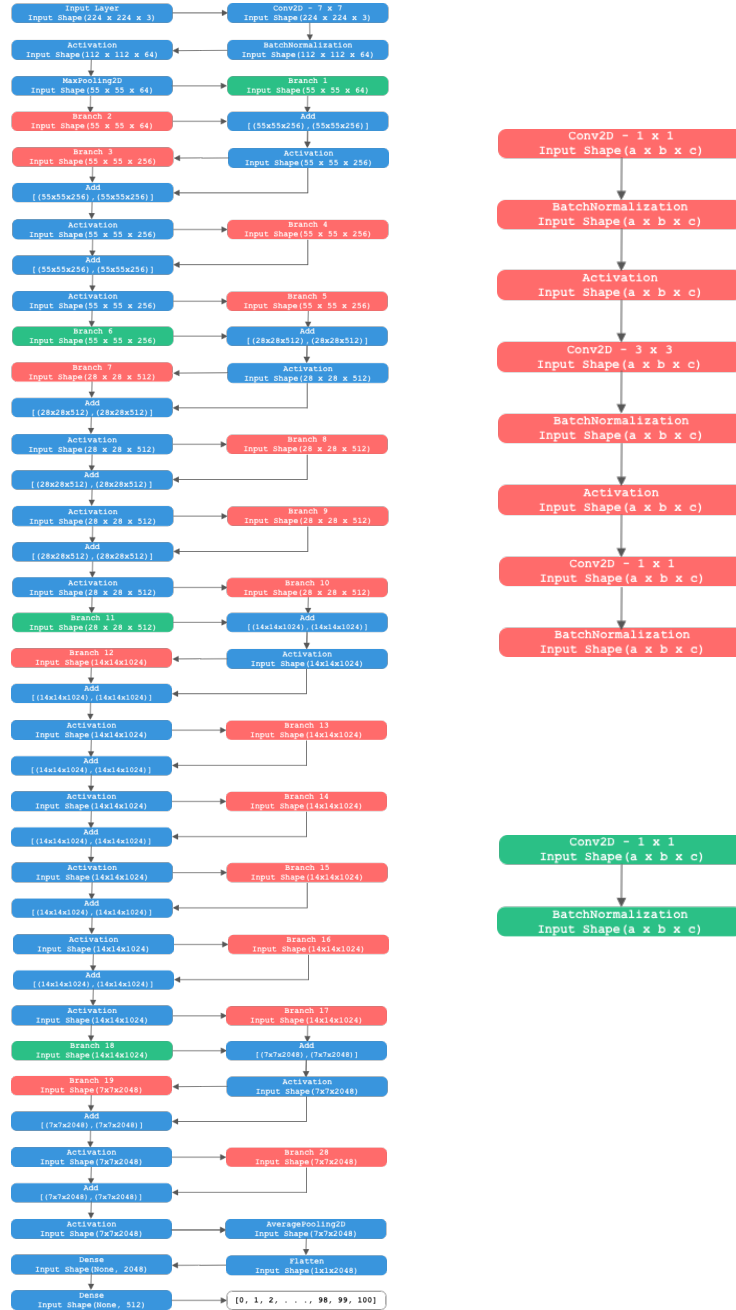 Input Layer
Input Shape(224 x 224 x 3)
Conv2D - 7 x 7
Input Shape(224 x 224 x 3)
Activation
Input Shape(112 x 112 x 64)
BatchNormalization
Input Shape(112 x 112 x 64)
MaxPooling2D
Input Shape(55 x 55 x 64)
Branch 1
Input Shape(55 x 55 x 64)
Branch 2
Input Shape(55 x 55 x 64)
Add
[(55x55x256),(55x55x256)]
Branch 3
Input Shape(55 x 55 x 256)
Activation
Input Shape(55 x 55 x 256)
Add
[(55x55x256),(55x55x256)]
Activation
Input Shape(55 x 55 x 256)
Branch 4
Input Shape(55 x 55 x 256)
Add
[(55x55x256),(55x55x256)]
Activation
Input Shape(55 x 55 x 256)
Branch 5
Input Shape(55 x 55 x 256)
Branch 6
Input Shape(55 x 55 x 256)
Add
[(28x28x512),(28x28x512)]
Branch 7
Input Shape(28 x 28 x 512)
Activation
Input Shape(28 x 28 x 512)
Add
[(28x28x512),(28x28x512)]
Activation
Input Shape(28 x 28 x 512)
Branch 8
Input Shape(28 x 28 x 512)
Add
[(28x28x512),(28x28x512)]
Activation
Input Shape(28 x 28 x 512)
Branch 9
Input Shape(28 x 28 x 512)
Add
[(28x28x512),(28x28x512)]
Activation
Input Shape(28 x 28 x 512)
Branch 10
Input Shape(28 x 28 x 512)
Branch 11
Input Shape(28 x 28 x 512)
Add
[(14x14x1024),(14x14x1024)]
Branch 12
Input Shape(14x14x1024)
Activation
Input Shape(14x14x1024)
Add
[(14x14x1024),(14x14x1024)]
Activation
Input Shape(14x14x1024)
Branch 13
Input Shape(14x14x1024)
Add
[(14x14x1024),(14x14x1024)]
Activation
Input Shape(14x14x1024)
Branch 14
Input Shape(14x14x1024)
Add
[(14x14x1024),(14x14x1024)]
Activation
Input Shape(14x14x1024)
Branch 15
Input Shape(14x14x1024)
Add
[(14x14x1024),(14x14x1024)]
Activation
Input Shape(14x14x1024)
Branch 16
Input Shape(14x14x1024)
Add
[(14x14x1024),(14x14x1024)]
Activation
Input Shape(14x14x1024)
Branch 17
Input Shape(14x14x1024)
Branch 18
Input Shape(14x14x1024)
Add
[(7x7x2048),(7x7x2048)]
Branch 19
Input Shape(7x7x2048)
Activation
Input Shape(7x7x2048)
Add
[(7x7x2048),(7x7x2048)]
Activation
Input Shape(7x7x2048)
Branch 20
Input Shape(7x7x2048)
Add
[(7x7x2048),(7x7x2048)]
Activation
Input Shape(7x7x2048)
AveragePooling2D
Input Shape(7x7x2048)
Dense
Input Shape(None, 2048)
Flatten
Input Shape(1x1x2048)
Dense
Input Shape(None, 512)
[0, 1, 2, . . ., 98, 99, 100]
Conv2D - 1 x 1
Input Shape(a x b x c)
BatchNormalization
Input Shape(a x b x c)
Activation
Input Shape(a x b x c)
Conv2D - 3 x 3
Input Shape(a x b x c)
BatchNormalization
Input Shape(a x b x c)
Activation
Input Shape(a x b x c)
Conv2D - 1 x 1
Input Shape(a x b x c)
BatchNormalization
Input Shape(a x b x c)
Conv2D - 1 x 1
Input Shape(a x b x c)
BatchNormalization
Input Shape(a x b x c)